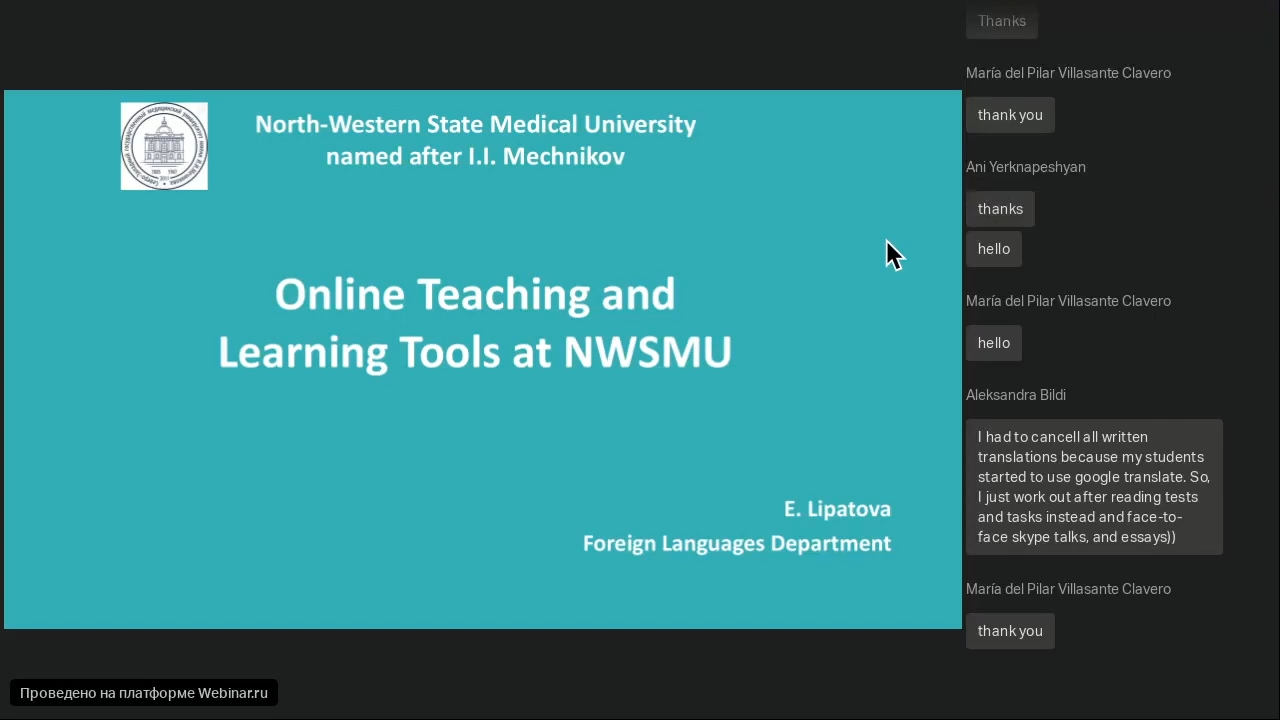 North-Western State Medical University
named after I.I. Mechnikov
Online Teaching and
Learning Tools at NWSMU
E. Lipatova
Foreign Languages Department
Thanks
María del Pilar Villasante Clavero
thank you
Ani Yerknapeshyan
thanks
hello
María del Pilar Villasante Clavero
hello
Aleksandra Bildi
I had to cancell all written
translations because my students
started to use google translate. So,
I just work out after reading tests
and tasks instead and face-to-
face skype talks, and essays))
María del Pilar Villasante Clavero
thank you
Проведено на платформе Webinar.ru